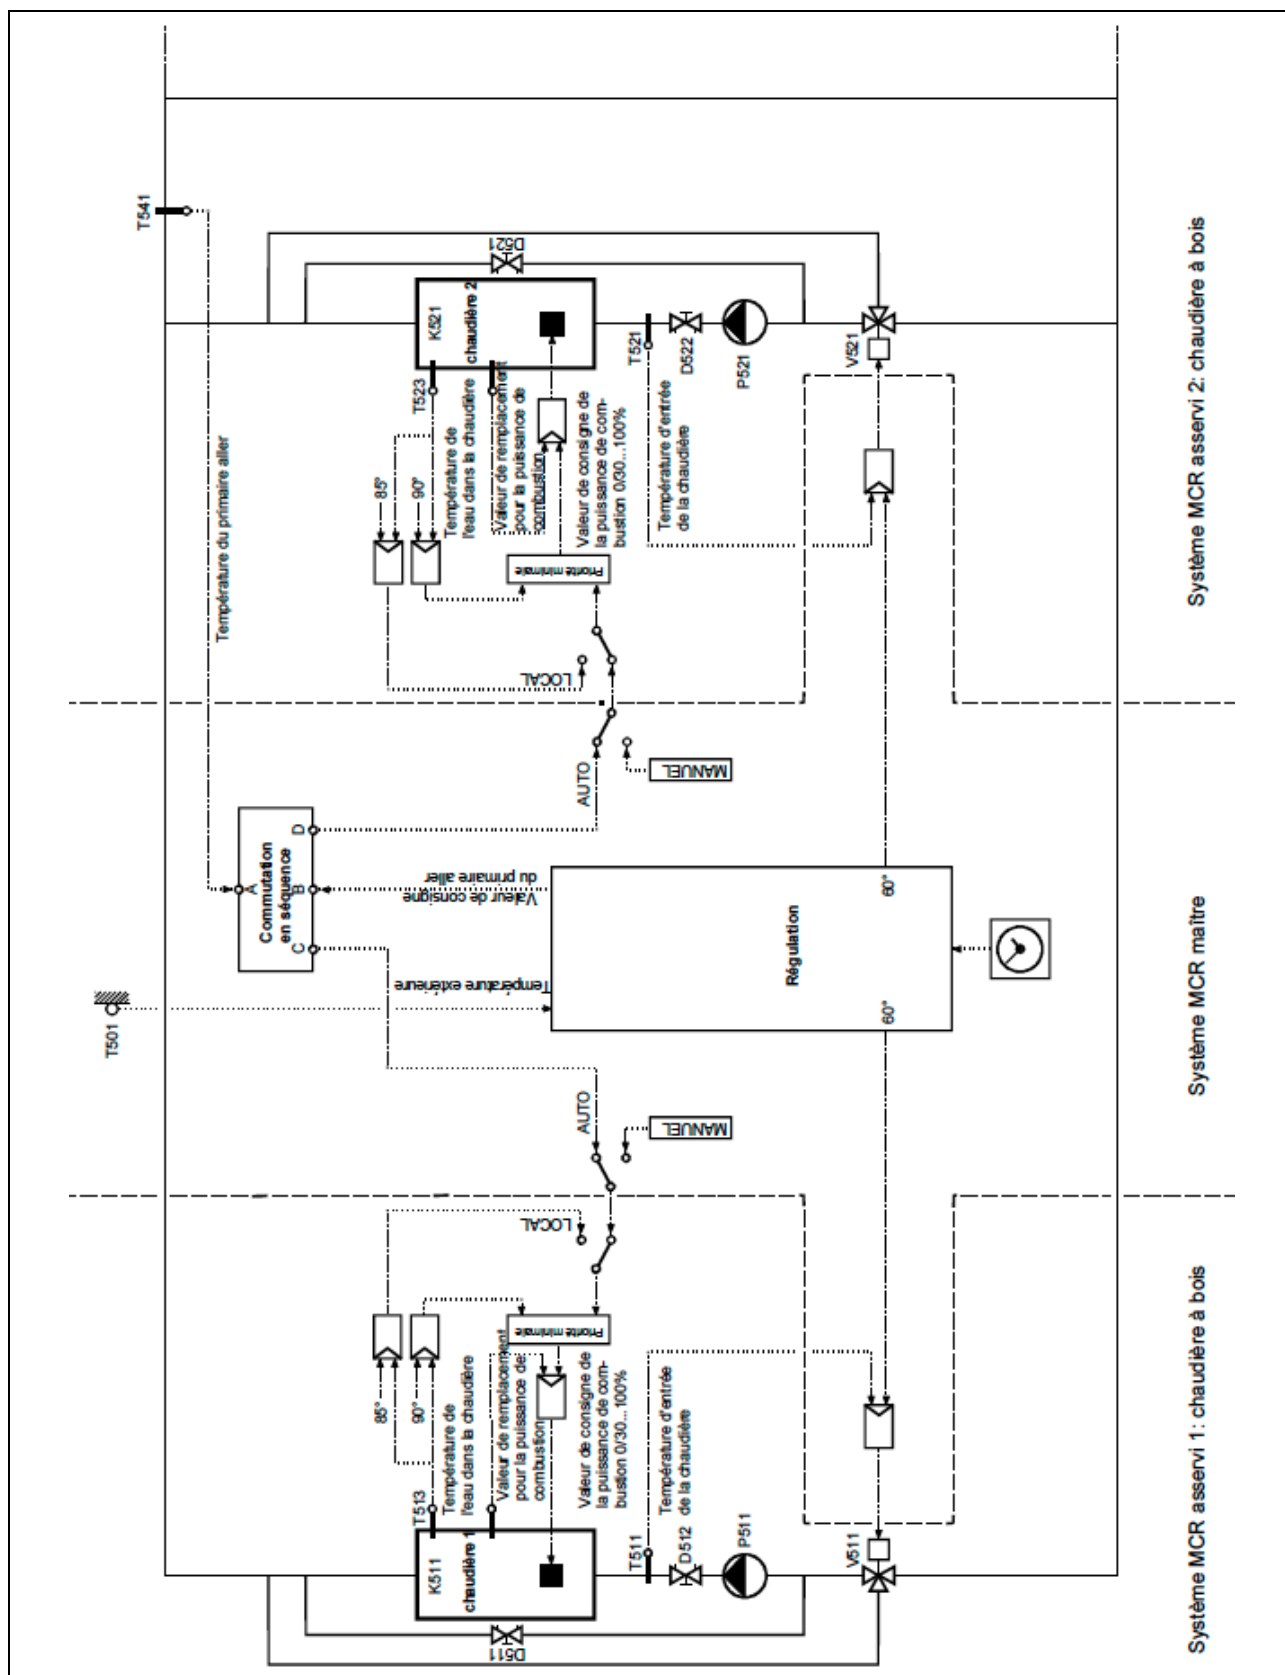 T541
Température du primaire aller
T501
Commutation
en séquence
A
B
C
D
Valeur de consigne
du primaire aller
Température extérieure
Régulation
60°
60°
AUTO
MANUEL
AUTO
MANUEL
LOCAL
LOCAL
K521
chaudière 2
D521
T523
85°
90°
Température de
l'eau dans la chaudière
Valeur de remplacement
pour la puissance de
combustion
Priorité minimale
Valeur de consigne de
la puissance de com-
bustion 0/30...100%
Température d'entrée
de la chaudière
T521
D522
P521
V521
K511
chaudière 1
D511
T513
85°
90°
Température de
l'eau dans la chaudière
Valeur de remplacement
pour la puissance de
combustion
Priorité minimale
Valeur de consigne de
la puissance de com-
bustion 0/30...100%
Température d'entrée
de la chaudière
T511
D512
P511
V511
Système MCR asservi 1: chaudière à bois
Système MCR maître
Système MCR asservi 2: chaudière à bois